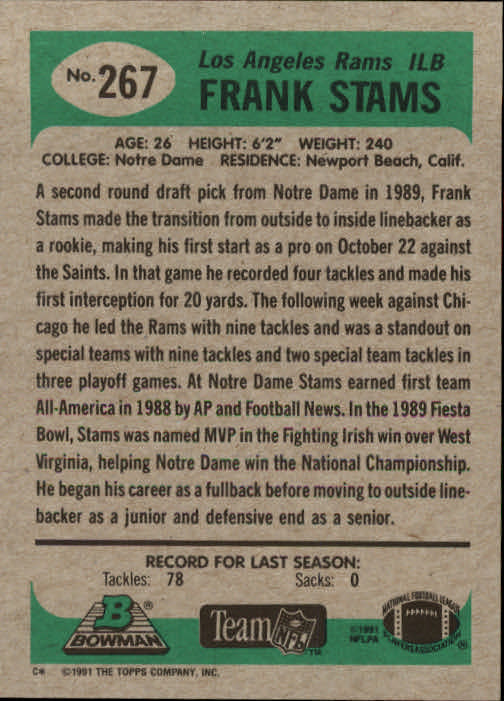 No. 267
Los Angeles Rams ILB
FRANK STAMS
AGE: 26 HEIGHT: 6'2" WEIGHT: 240
COLLEGE: Notre Dame RESIDENCE: Newport Beach, Calif.
A second round draft pick from Notre Dame in 1989, Frank
Stams made the transition from outside to inside linebacker as
a rookie, making his first start as a pro on October 22 against
the Saints. In that game he recorded four tackles and made his
first interception for 20 yards. The following week against Chi-
cago he led the Rams with nine tackles and was a standout on
special teams with nine tackles and two special team tackles in
three playoff games. At Notre Dame Stams earned first team
All-America in 1988 by AP and Football News. In the 1989 Fiesta
Bowl, Stams was named MVP in the Fighting Irish win over West
Virginia, helping Notre Dame win the National Championship.
He began his career as a fullback before moving to outside line-
backer as a junior and defensive end as a senior.
RECORD FOR LAST SEASON:
Tackles: 78 Sacks: 0
B®
BOWMAN
Team NFL™
©1991
NFLPA
NATIONAL FOOTBALL LEAGUE
PLAYERS ASSOCIATION®
C* ©1991 THE TOPPS COMPANY, INC.